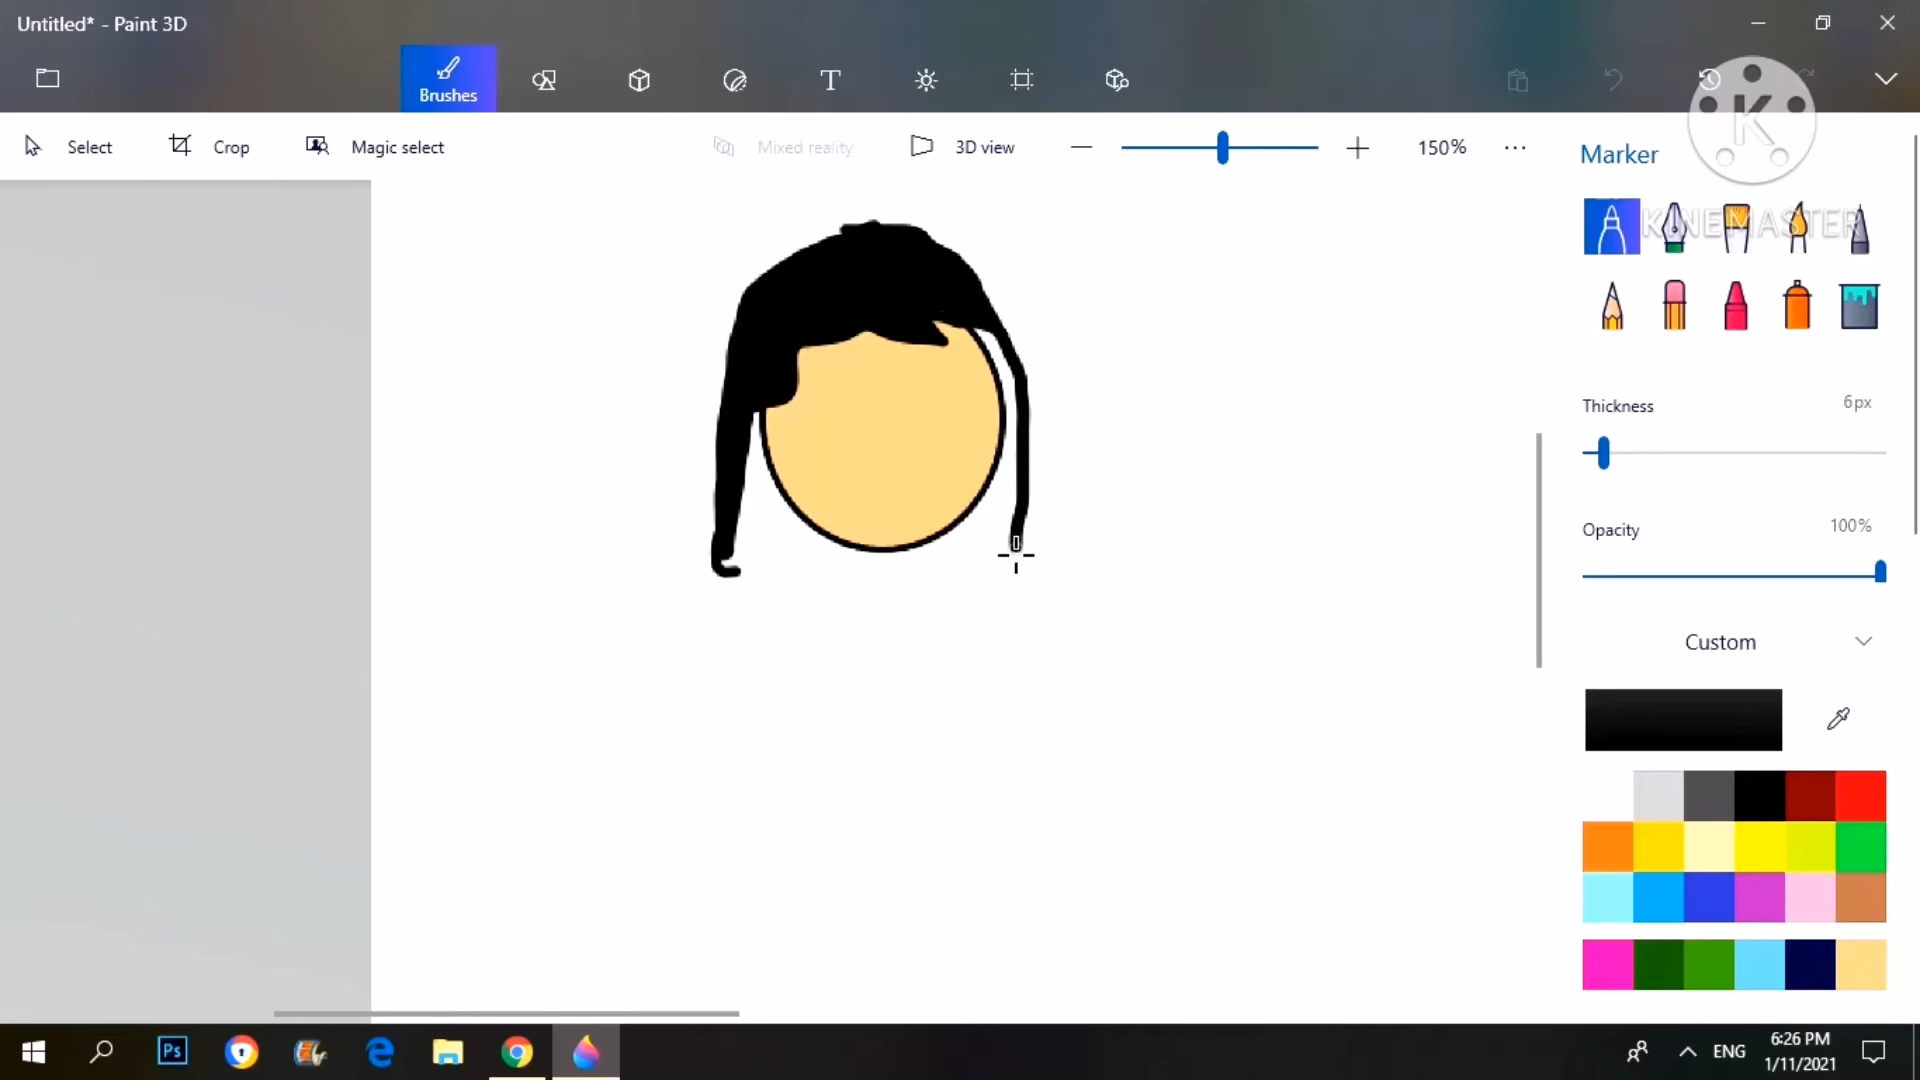 Untitled* - Paint 3D
Brushes
T
Select
Crop
Magic select
Mixed reality
3D view
150%
Marker
K
KINEMASTER
Thickness
6px
Opacity
100%
Custom
Ps
ENG
6:26 PM
1/11/2021